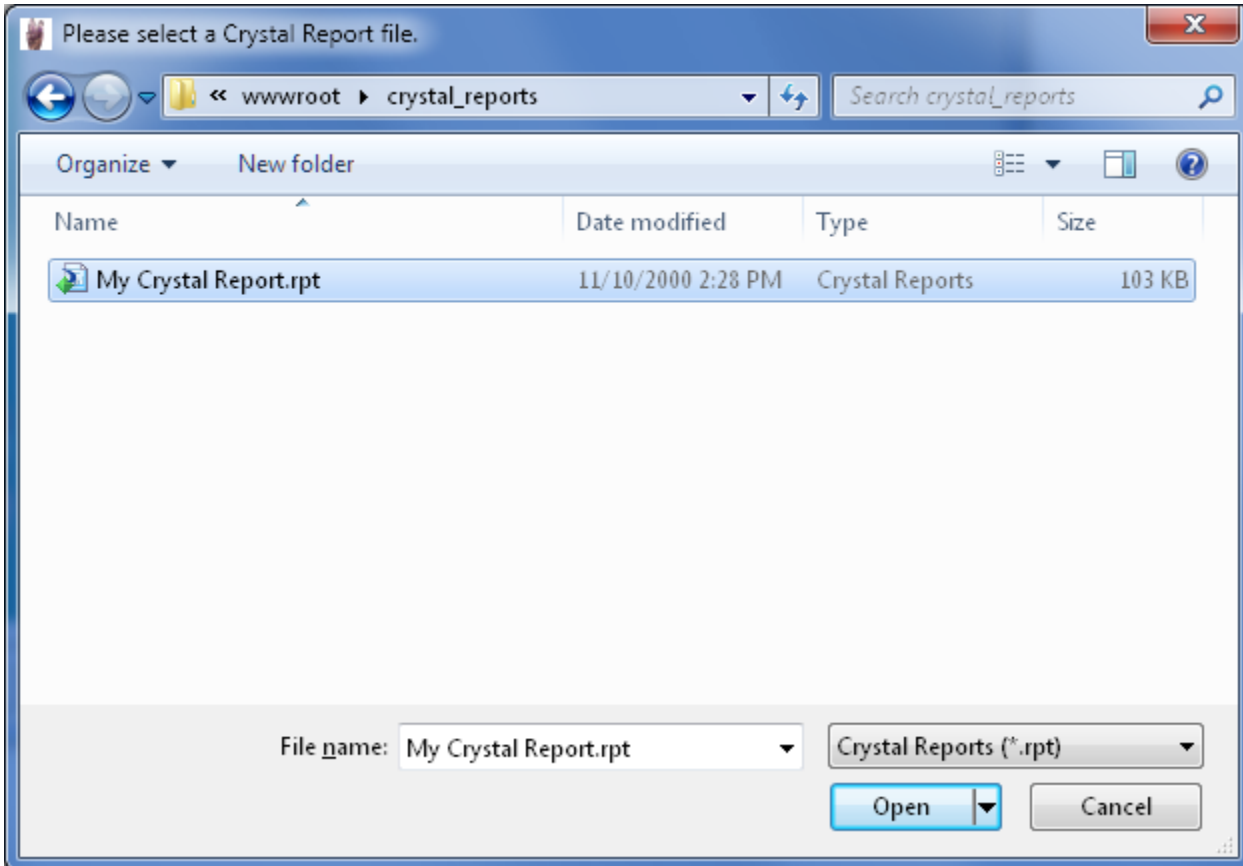 Please select a Crystal Report file.
« wwwroot crystal_reports Search crystal_reports
Organize New folder
Name Date modified Type Size
My Crystal Report.rpt 11/10/2000 2:28 PM Crystal Reports 103 KB
File name: My Crystal Report.rpt Crystal Reports (*.rpt)
Open Cancel